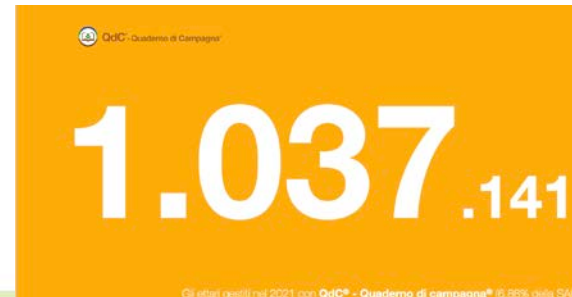 QdC® - Quaderno di Campagna®
1.037.141
Gli ettari gestiti nel 2021 con QdC® - Quaderno di campagna® (6,88% della SAU